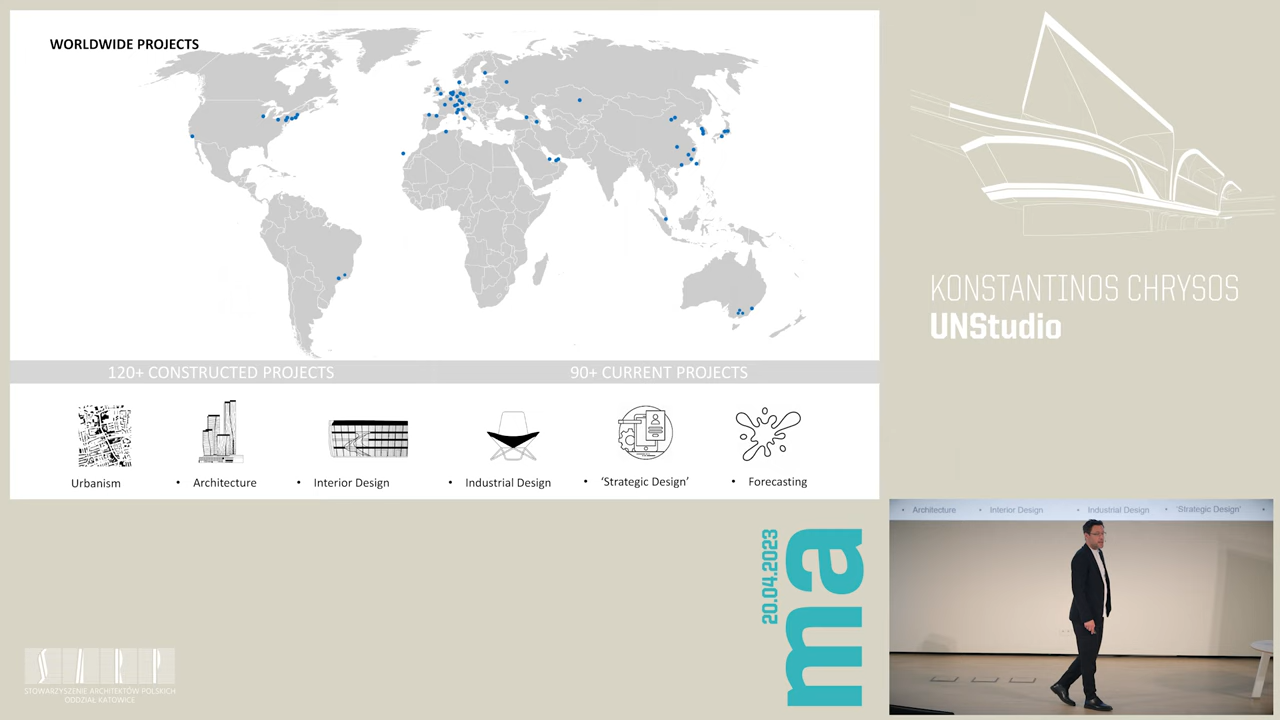 WORLDWIDE PROJECTS
120+ CONSTRUCTED PROJECTS
90+ CURRENT PROJECTS
Urbanism
• Architecture
• Interior Design
• Industrial Design
• ‘Strategic Design’
• Forecasting
KONSTANTINOS CHRYSOS
UNStudio
20.04.2023
ma
• Architecture • Interior Design • Industrial Design • ‘Strategic Design’ •
SARP
STOWARZYSZENIE ARCHITEKTÓW POLSKICH
ODDZIAŁ KATOWICE